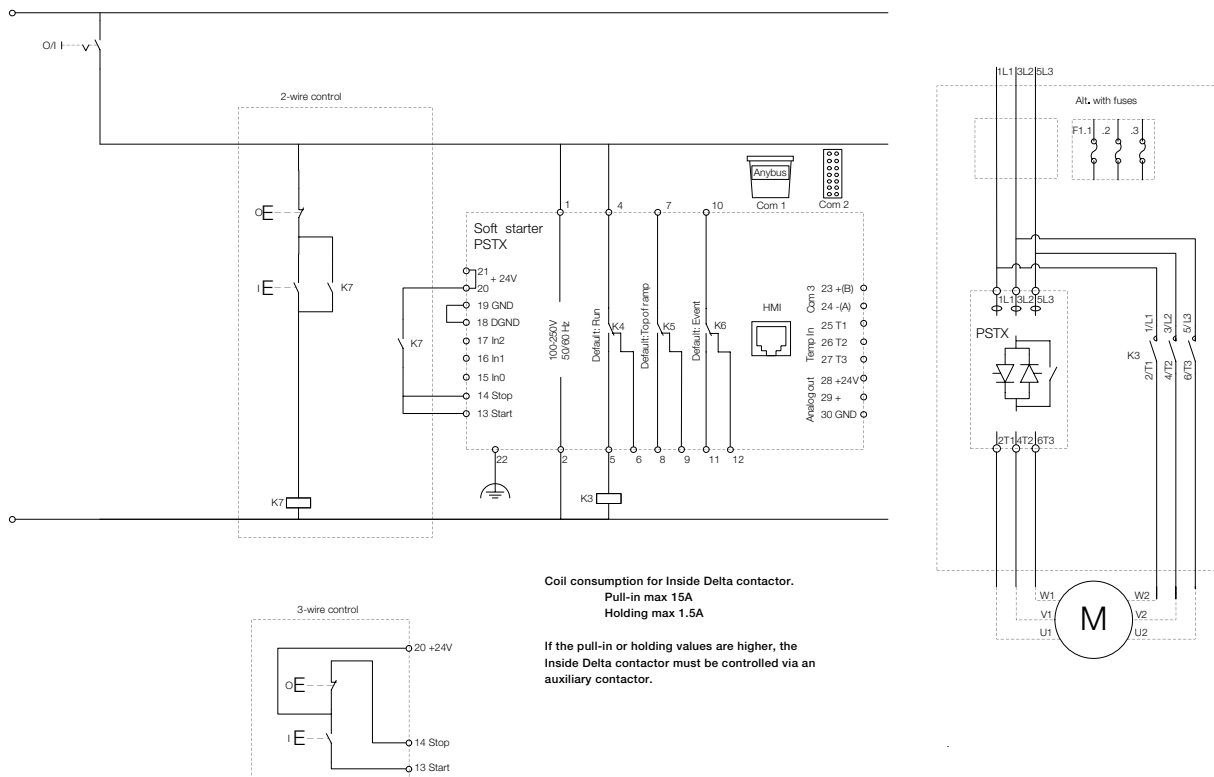 O/I
2-wire control
O
I
K7
K7
K7
Soft starter
PSTX
21
+ 24V
20
19 GND
18 DGND
17 In2
16 In1
15 In0
14 Stop
13 Start
22
1
4
7
10
100-250V
50/60 Hz
Default: Run
K4
Default: Top of ramp
K5
Default: Event
K6
2
5
6
8
9
11
12
K3
Anybus
Com 1
Com 2
HMI
Com 3
23 +(B)
24 -(A)
Temp In
25 T1
26 T2
27 T3
Analog out
28 +24V
29 +
30 GND
1L1 3L2 5L3
Alt. with fuses
F1.1 .2 .3
1L1 3L2 5L3
PSTX
2T1 4T2 6T3
K3
1/L1
3/L2
5/L3
2/T1
4/T2
6/T3
W1
V1
U1
M
W2
V2
U2
Coil consumption for Inside Delta contactor.
Pull-in max 15A
Holding max 1.5A
If the pull-in or holding values are higher, the
Inside Delta contactor must be controlled via an
auxiliary contactor.
3-wire control
20 +24V
O
I
14 Stop
13 Start